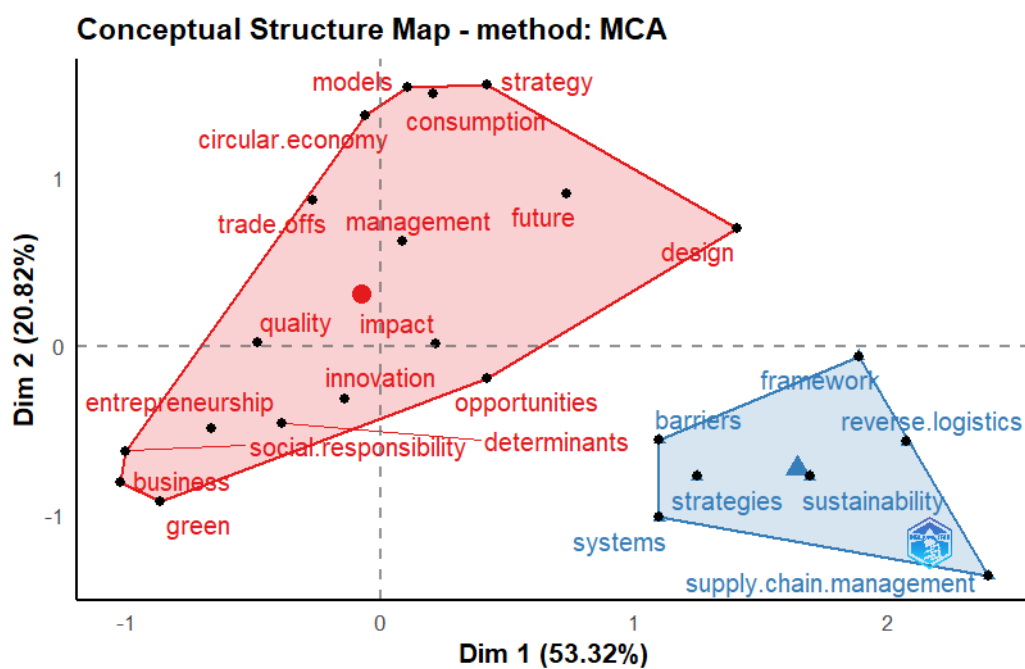 Conceptual Structure Map - method: MCA
models
strategy
consumption
circular.economy
trade.offs
management
future
design
quality
impact
innovation
entrepreneurship
opportunities
determinants
social.responsibility
business
green
framework
barriers
reverse.logistics
strategies
sustainability
systems
supply.chain.management
1
0
-1
-1
0
1
2
Dim 2 (20.82%)
Dim 1 (53.32%)